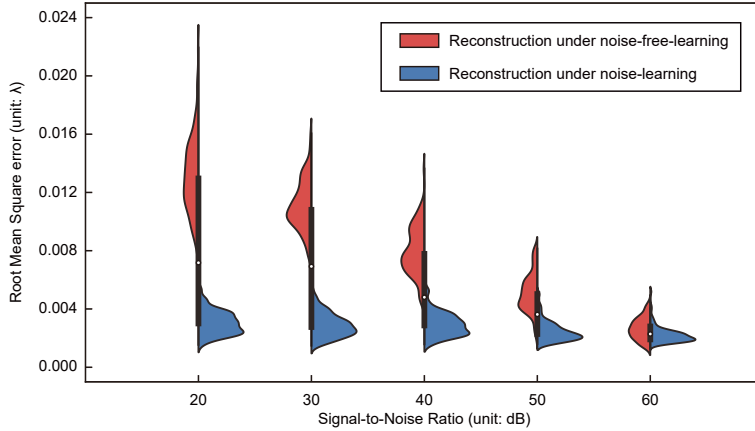 0.024
0.020
0.016
0.012
0.008
0.004
0.000
Root Mean Square error (unit: λ)
Reconstruction under noise-free-learning
Reconstruction under noise-learning
20 30 40 50 60
Signal-to-Noise Ratio (unit: dB)